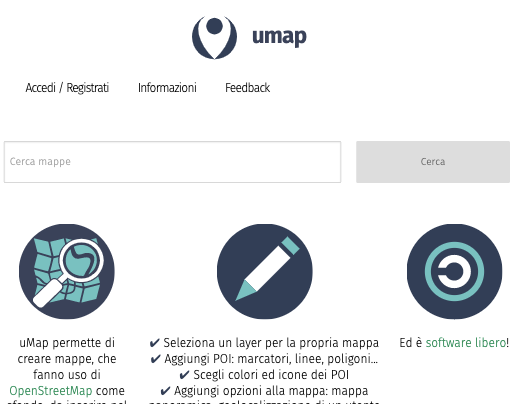 umap
Accedi / Registrati Informazioni Feedback
Cerca mappe Cerca
uMap permette di
creare mappe, che
fanno uso di
OpenStreetMap come
✔ Seleziona un layer per la propria mappa
✔ Aggiungi POI: marcatori, linee, poligoni...
✔ Scegli colori ed icone dei POI
✔ Aggiungi opzioni alla mappa: mappa
Ed è software libero!